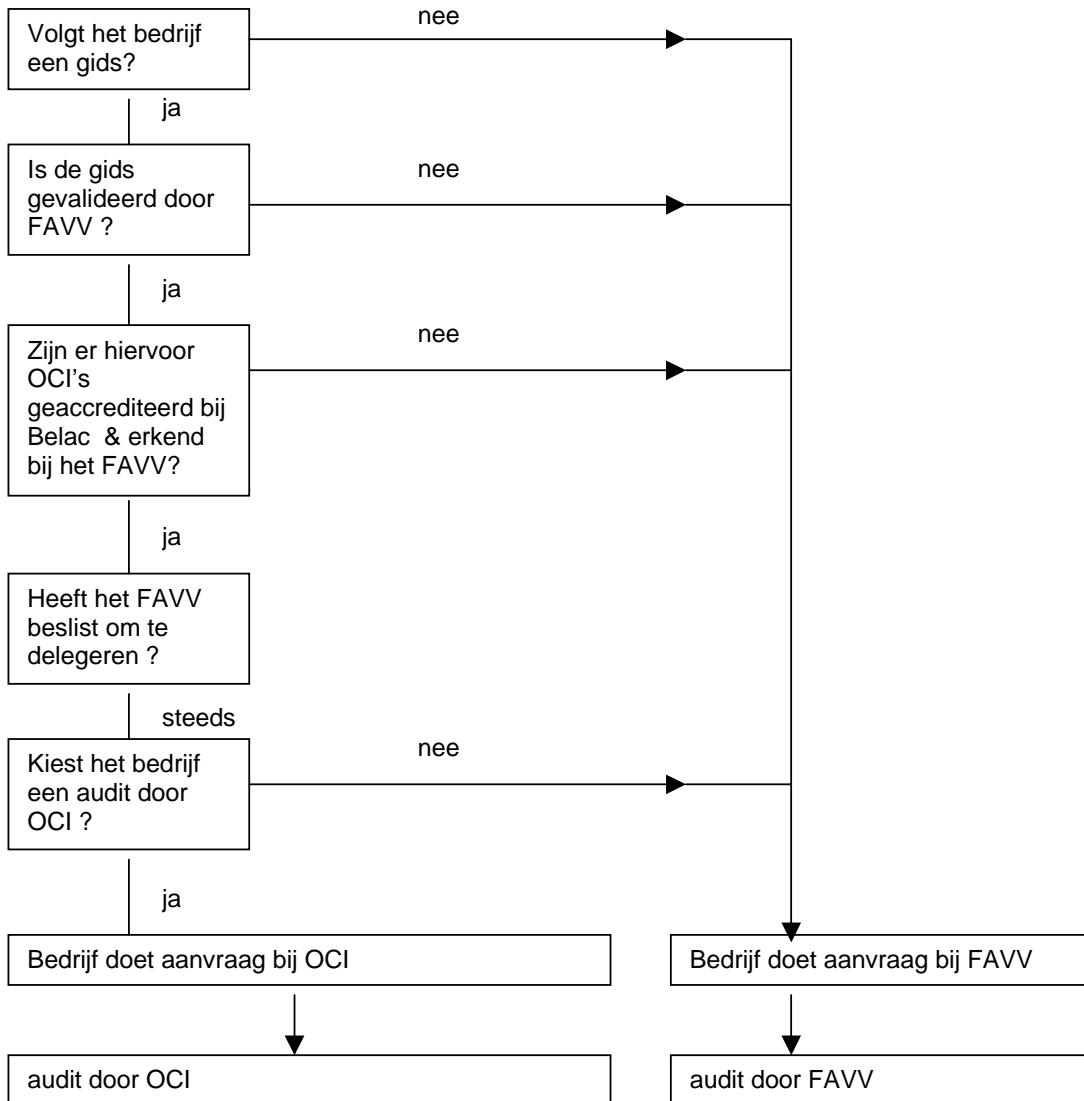 nee
Volgt het bedrijf
een gids?
ja
nee
Is de gids
gevalideerd door
FAVV ?
ja
nee
Zijn er hiervoor
OCI's
geaccrediteerd bij
Belac & erkend
bij het FAVV?
ja
Heeft het FAVV
beslist om te
delegeren ?
steeds
nee
Kiest het bedrijf
een audit door
OCI ?
ja
Bedrijf doet aanvraag bij OCI
Bedrijf doet aanvraag bij FAVV
audit door OCI
audit door FAVV